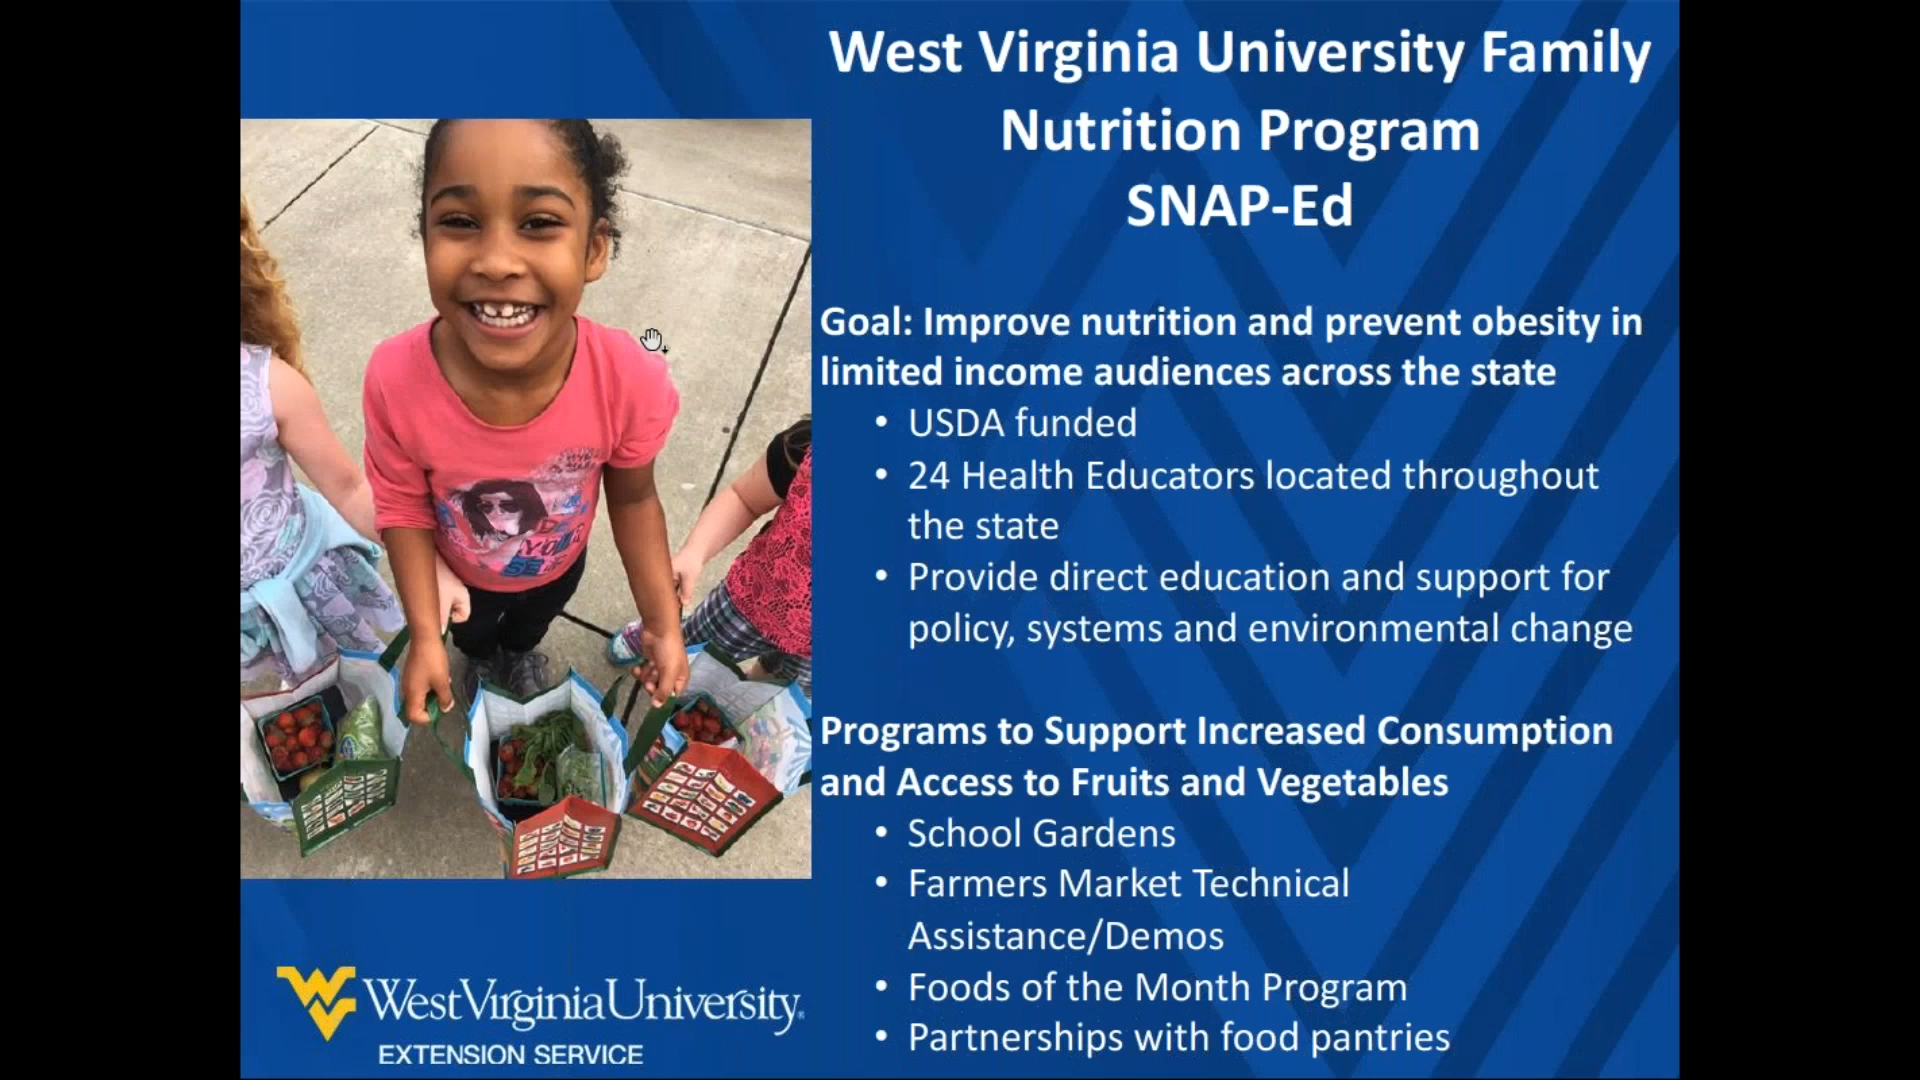 West Virginia University Family
Nutrition Program
SNAP-Ed
Goal: Improve nutrition and prevent obesity in
limited income audiences across the state
• USDA funded
• 24 Health Educators located throughout
the state
• Provide direct education and support for
policy, systems and environmental change
Programs to Support Increased Consumption
and Access to Fruits and Vegetables
• School Gardens
• Farmers Market Technical
Assistance/Demos
• Foods of the Month Program
• Partnerships with food pantries
WestVirginiaUniversity®
EXTENSION SERVICE